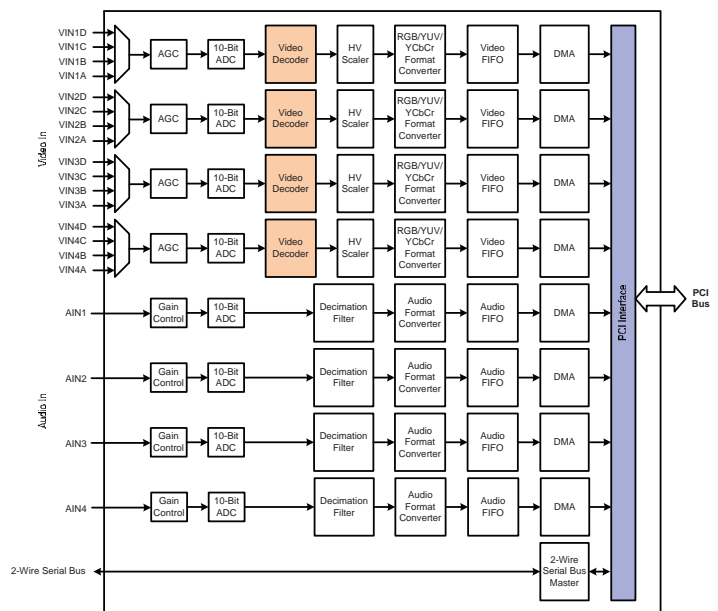 VIN1D
VIN1C
VIN1B
VIN1A
AGC
10-Bit
ADC
Video
Decoder
HV
Scaler
RGB/YUV/
YCbCr
Format
Converter
Video
FIFO
DMA
VIN2D
VIN2C
VIN2B
VIN2A
AGC
10-Bit
ADC
Video
Decoder
HV
Scaler
RGB/YUV/
YCbCr
Format
Converter
Video
FIFO
DMA
Video In
VIN3D
VIN3C
VIN3B
VIN3A
AGC
10-Bit
ADC
Video
Decoder
HV
Scaler
RGB/YUV/
YCbCr
Format
Converter
Video
FIFO
DMA
VIN4D
VIN4C
VIN4B
VIN4A
AGC
10-Bit
ADC
Video
Decoder
HV
Scaler
RGB/YUV/
YCbCr
Format
Converter
Video
FIFO
DMA
AIN1
Gain
Control
10-Bit
ADC
Decimation
Filter
Audio
Format
Converter
Audio
FIFO
DMA
PCI Interface
PCI
Bus
AIN2
Gain
Control
10-Bit
ADC
Decimation
Filter
Audio
Format
Converter
Audio
FIFO
DMA
Audio In
AIN3
Gain
Control
10-Bit
ADC
Decimation
Filter
Audio
Format
Converter
Audio
FIFO
DMA
AIN4
Gain
Control
10-Bit
ADC
Decimation
Filter
Audio
Format
Converter
Audio
FIFO
DMA
2-Wire Serial Bus
2-Wire
Serial Bus
Master